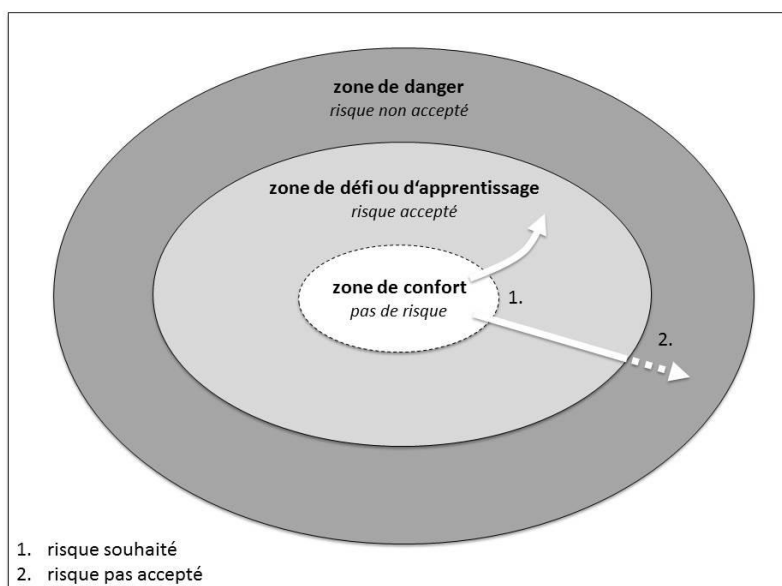 zone de danger
risque non accepté
zone de défi ou d‘apprentissage
risque accepté
zone de confort
pas de risque
1.
2.
1. risque souhaité
2. risque pas accepté